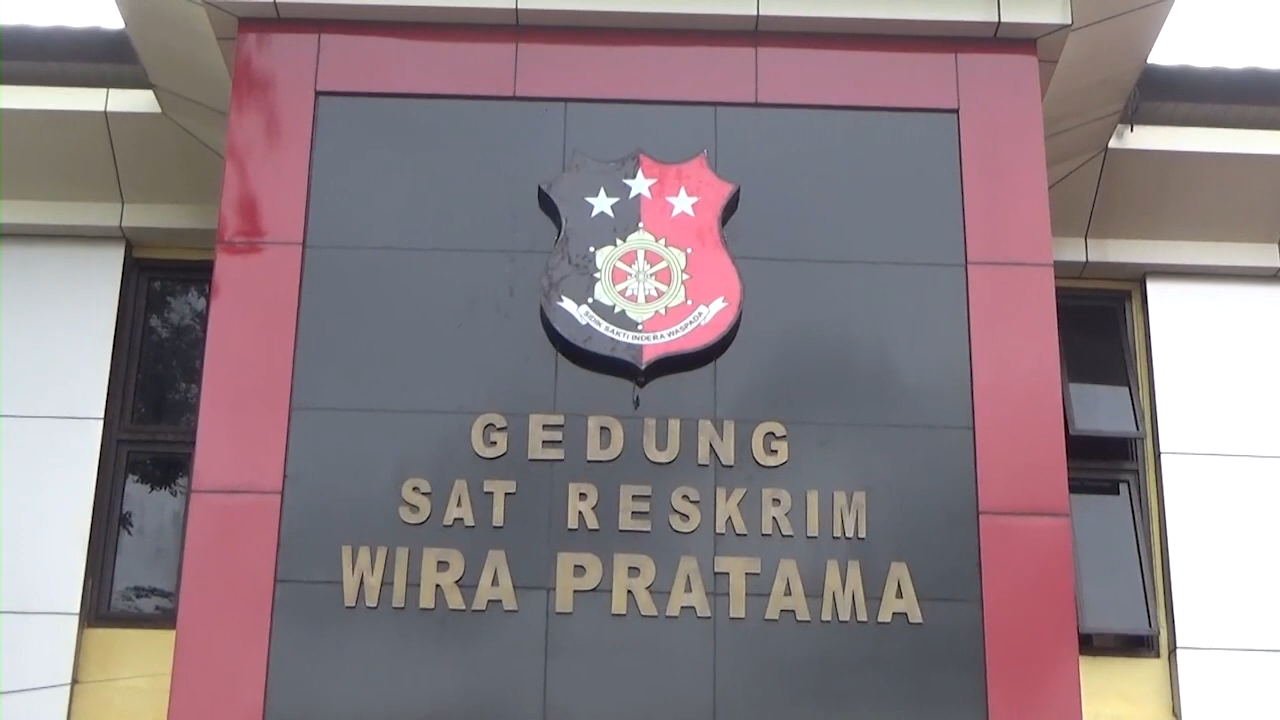 SIDIK SAKTI INDERA WASPADA
GEDUNG
SAT RESKRIM
WIRA PRATAMA